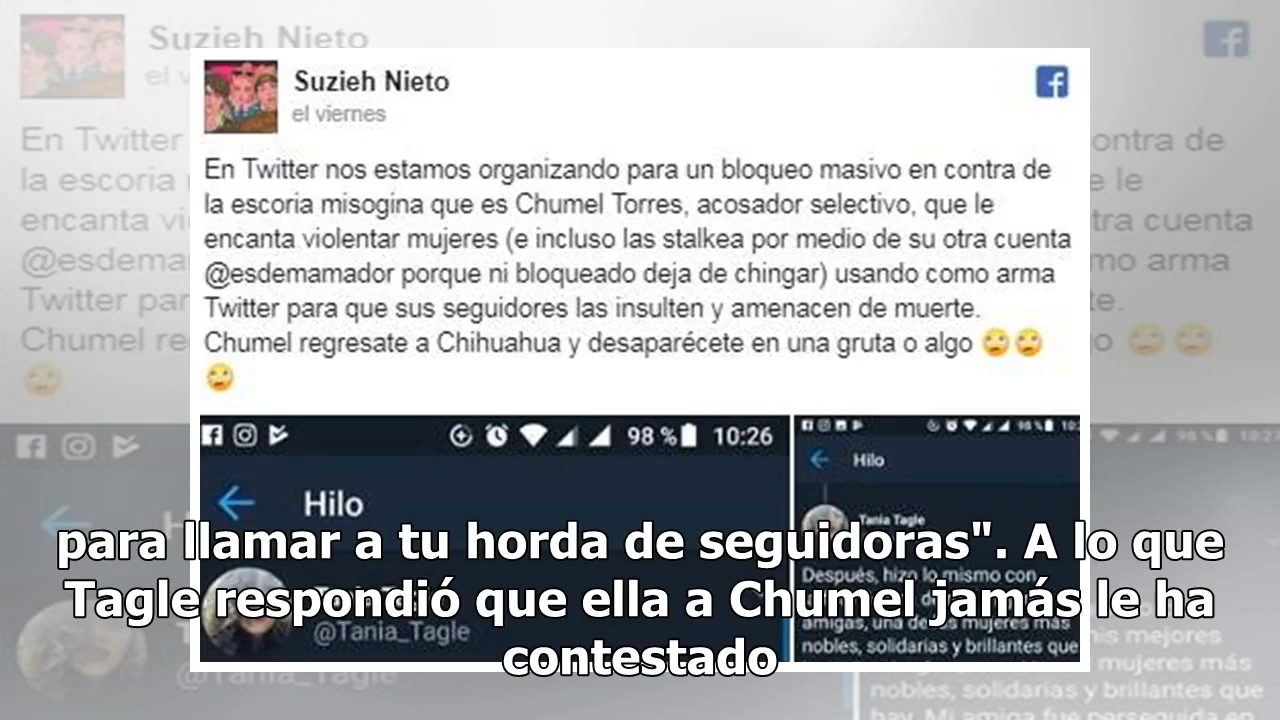 Suzieh Nieto
el viernes
En Twitter nos estamos organizando para un bloqueo masivo en contra de
la escoria misogina que es Chumel Torres, acosador selectivo, que le
encanta violentar mujeres (e incluso las stalkea por medio de su otra cuenta
@esdemamador porque ni bloqueado deja de chingar) usando como arma
Twitter para que sus seguidores las insulten y amenacen de muerte.
Chumel regresate a Chihuahua y desaparécete en una gruta o algo 🙄🙄
🙄
98 % 10:26
Hilo
@Tania_Tagle
Hilo
Tania Tagle
Después, hizo lo mismo con
amigas, una de mis mujeres más
nobles, solidarias y brillantes que
para llamar a tu horda de seguidoras". A lo que
Tagle respondió que ella a Chumel jamás le ha
contestado